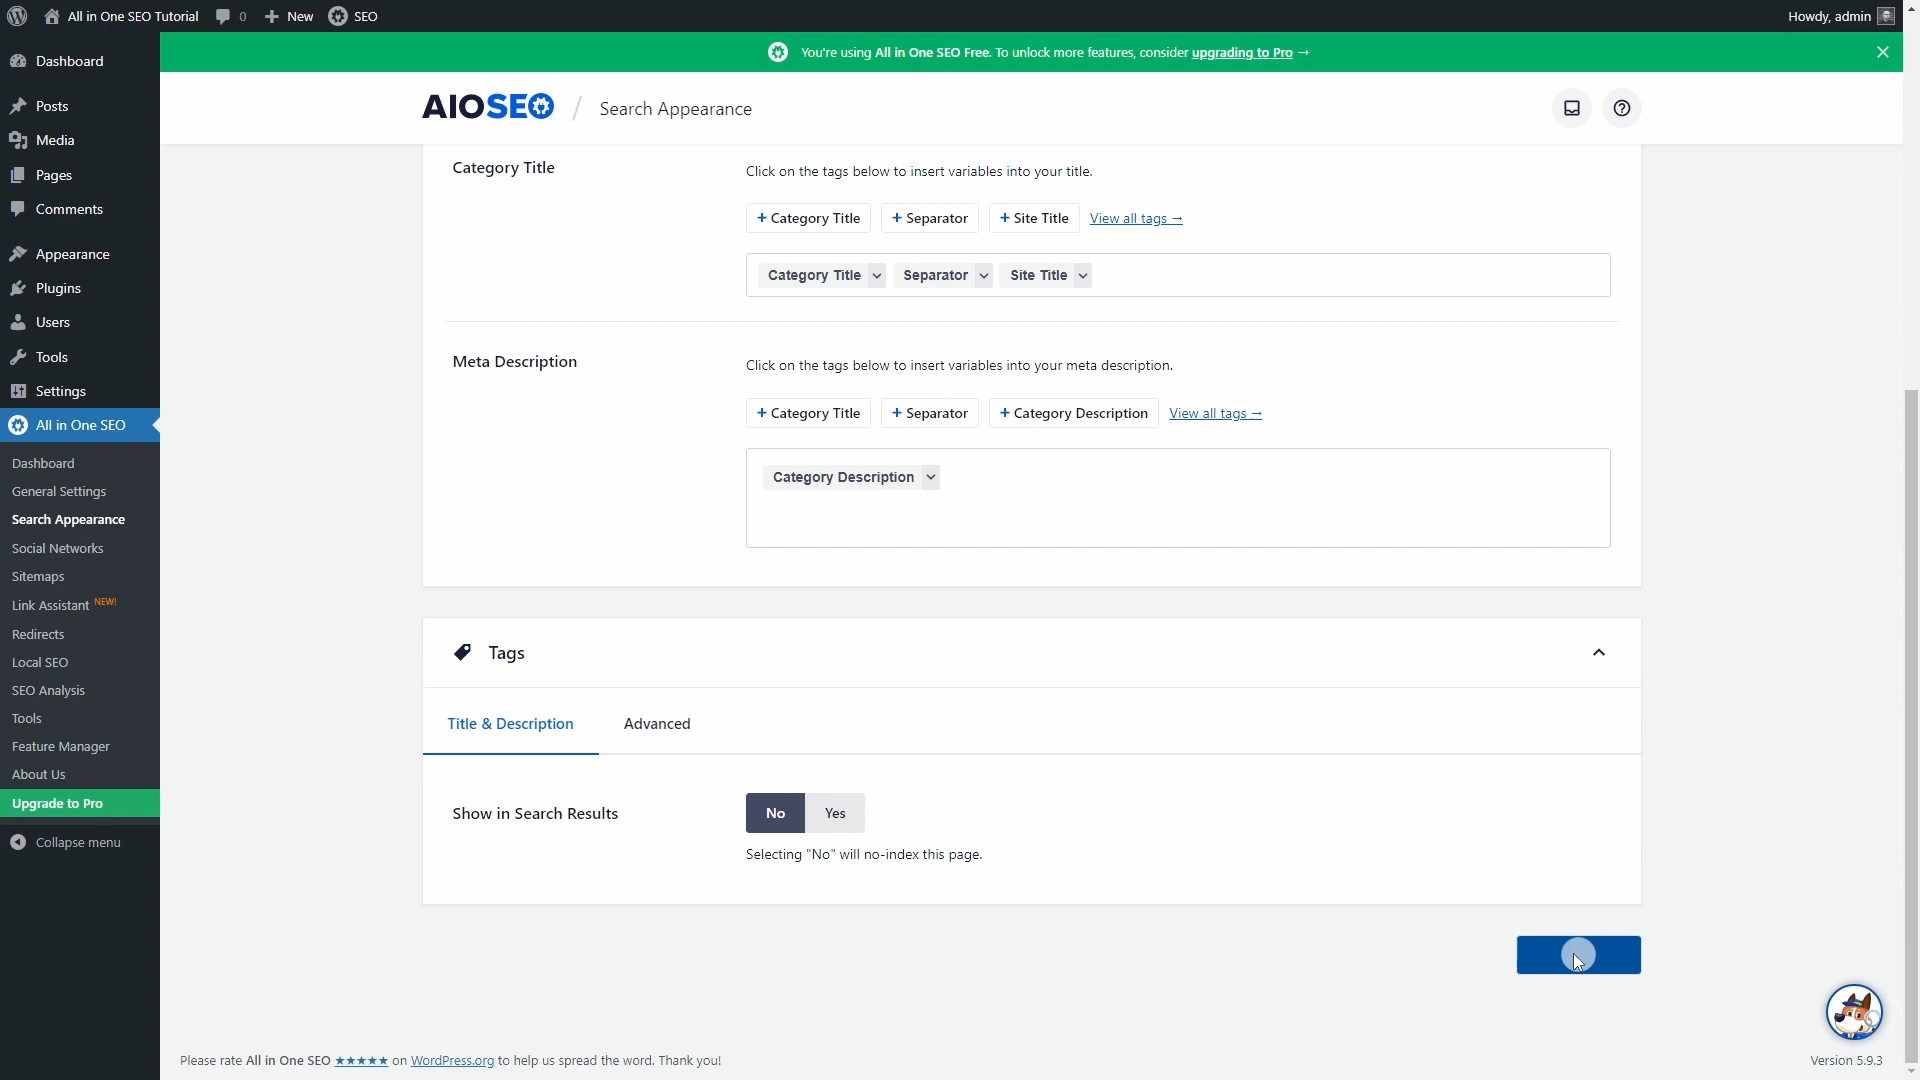 All in One SEO Tutorial 0 New SEO Howdy, admin
You're using All in One SEO Free. To unlock more features, consider upgrading to Pro →
AIOSEO / Search Appearance
Dashboard
Posts
Media
Pages
Comments
Appearance
Plugins
Users
Tools
Settings
All in One SEO
Dashboard
General Settings
Search Appearance
Social Networks
Sitemaps
Link Assistant NEW!
Redirects
Local SEO
SEO Analysis
Tools
Feature Manager
About Us
Upgrade to Pro
Collapse menu
Category Title
Click on the tags below to insert variables into your title.
+ Category Title + Separator + Site Title View all tags →
Category Title Separator Site Title
Meta Description
Click on the tags below to insert variables into your meta description.
+ Category Title + Separator + Category Description View all tags →
Category Description
Tags
Title & Description Advanced
Show in Search Results
No Yes
Selecting "No" will no-index this page.
Please rate All in One SEO ★★★★★ on WordPress.org to help us spread the word. Thank you!
Version 5.9.3